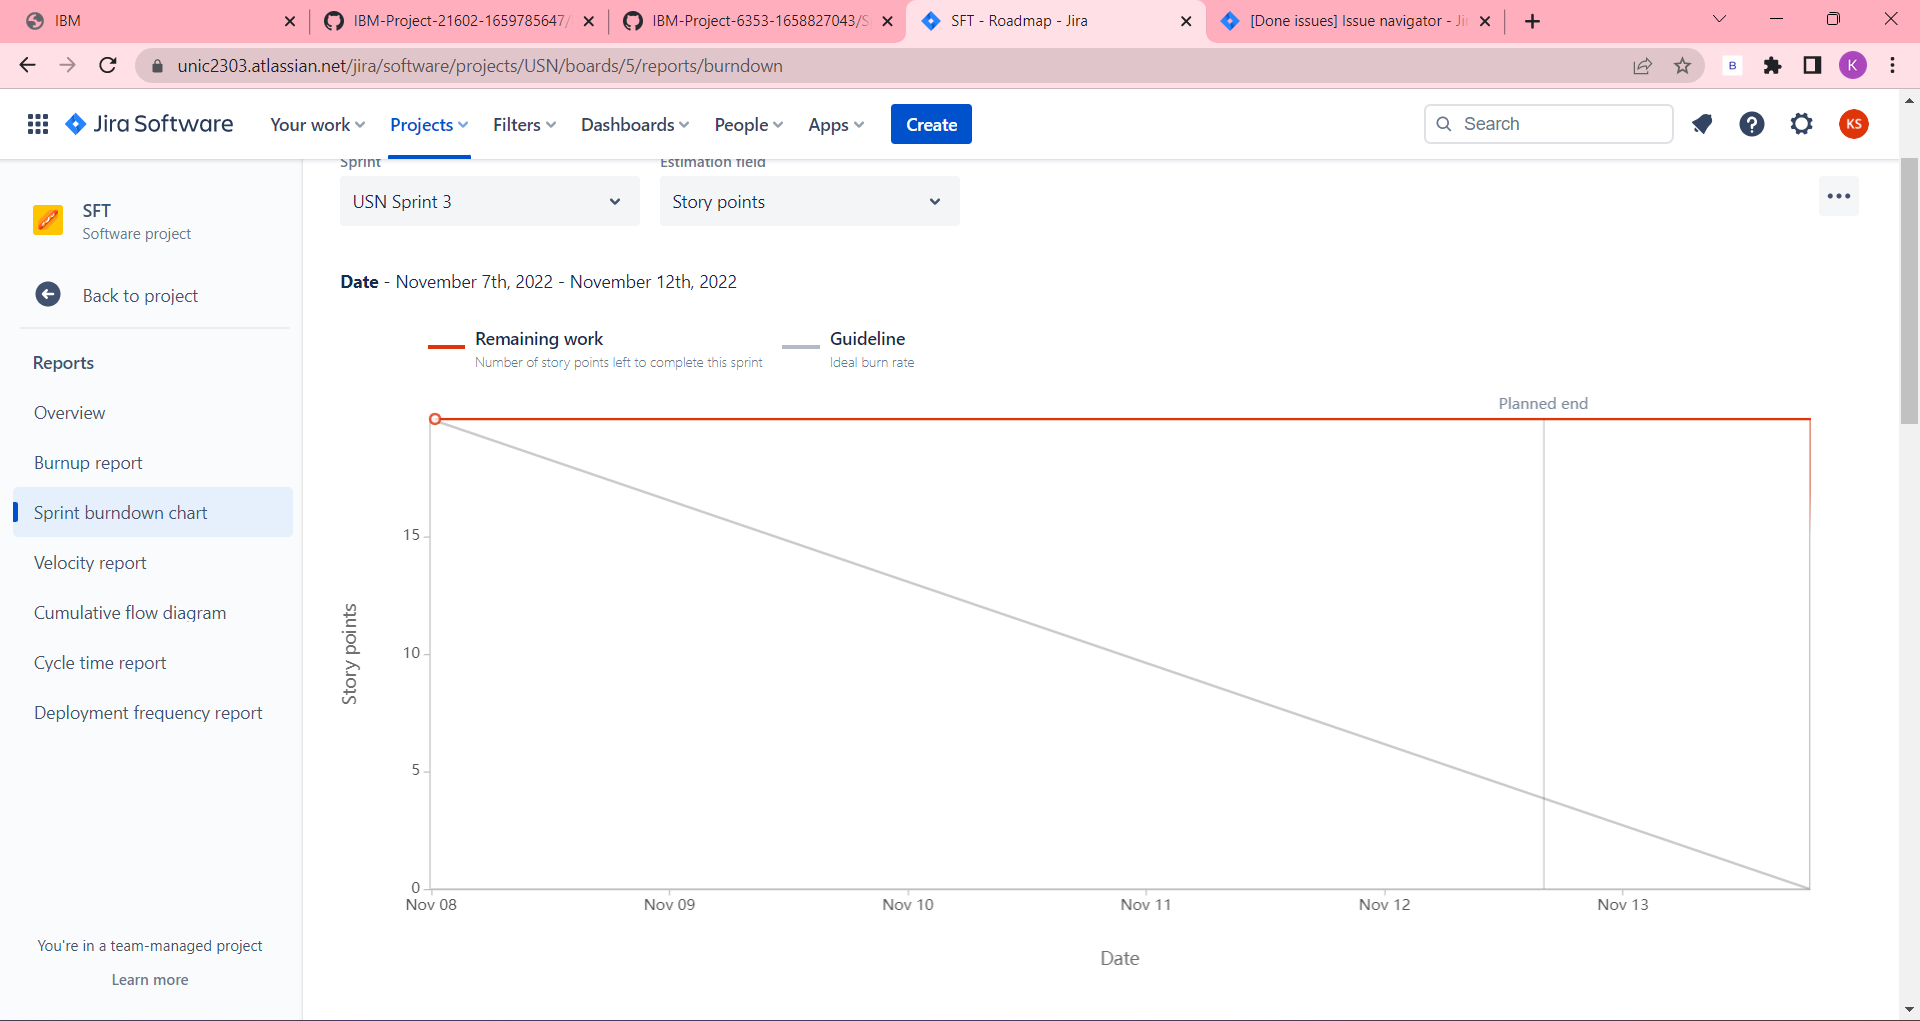 IBM
IBM-Project-21602-1659785647/
IBM-Project-6353-1658827043/S
SFT - Roadmap - Jira
[Done issues] Issue navigator - Ji
unic2303.atlassian.net/jira/software/projects/USN/boards/5/reports/burndown
B
K
Jira Software
Your work
Projects
Filters
Dashboards
People
Apps
Create
Search
KS
SFT
Software project
Back to project
Reports
Overview
Burnup report
Sprint burndown chart
Velocity report
Cumulative flow diagram
Cycle time report
Deployment frequency report
You're in a team-managed project
Learn more
Sprint
Estimation field
USN Sprint 3
Story points
Date - November 7th, 2022 - November 12th, 2022
Remaining work
Number of story points left to complete this sprint
Guideline
Ideal burn rate
Planned end
Story points
15
10
5
0
Nov 08
Nov 09
Nov 10
Nov 11
Nov 12
Nov 13
Date